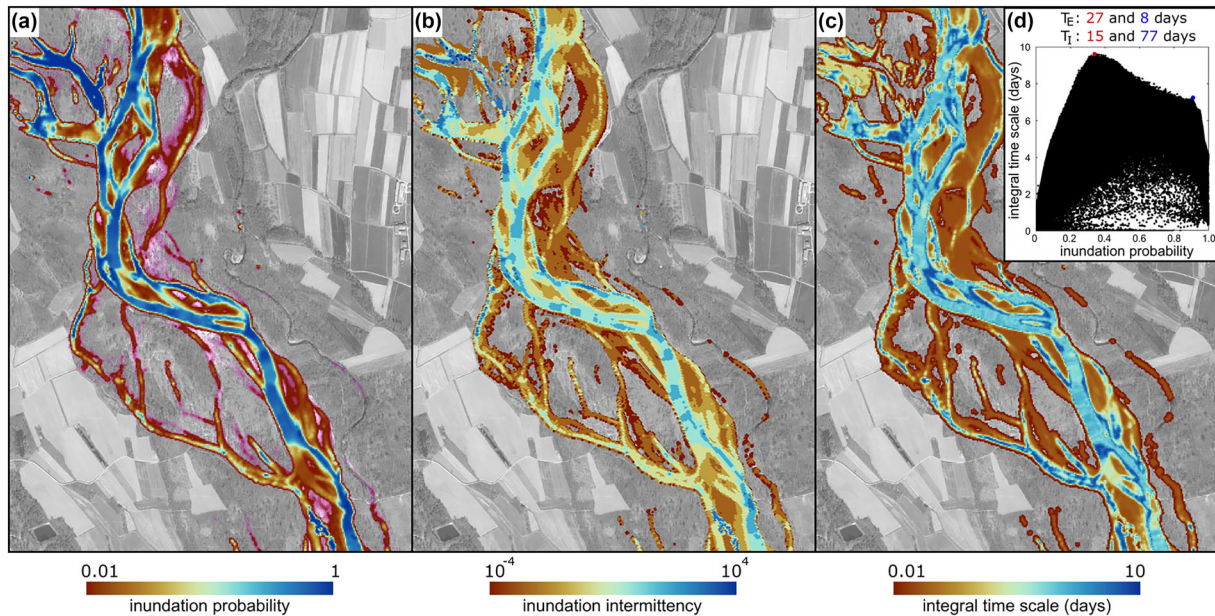 (a)
(b)
(c)
(d)
T_E: 27 and 8 days
T_I: 15 and 77 days
integral time scale (days)
10
8
6
4
2
0
0 0.2 0.4 0.6 0.8 1.0
inundation probability
0.01 1
inundation probability
10^-4 10^4
inundation intermittency
0.01 10
integral time scale (days)